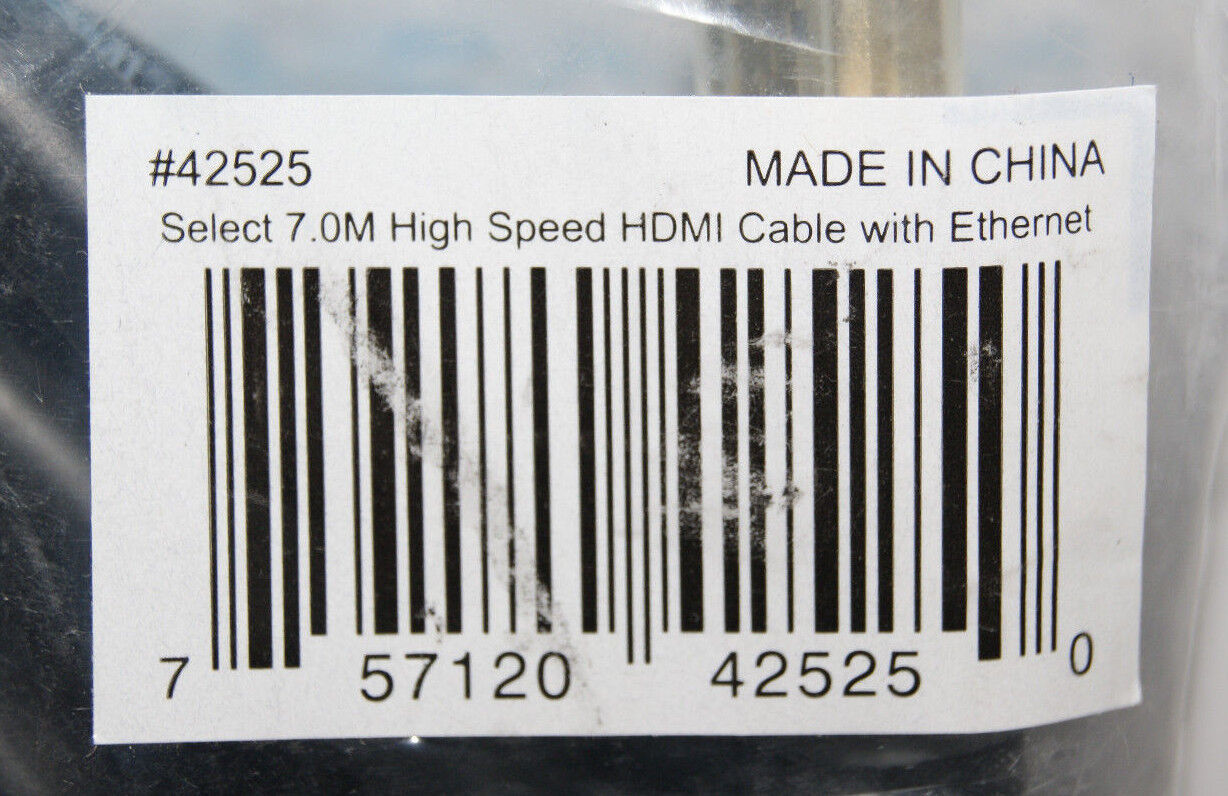 #42525 MADE IN CHINA
Select 7.0M High Speed HDMI Cable with Ethernet
7 57120 42525 0